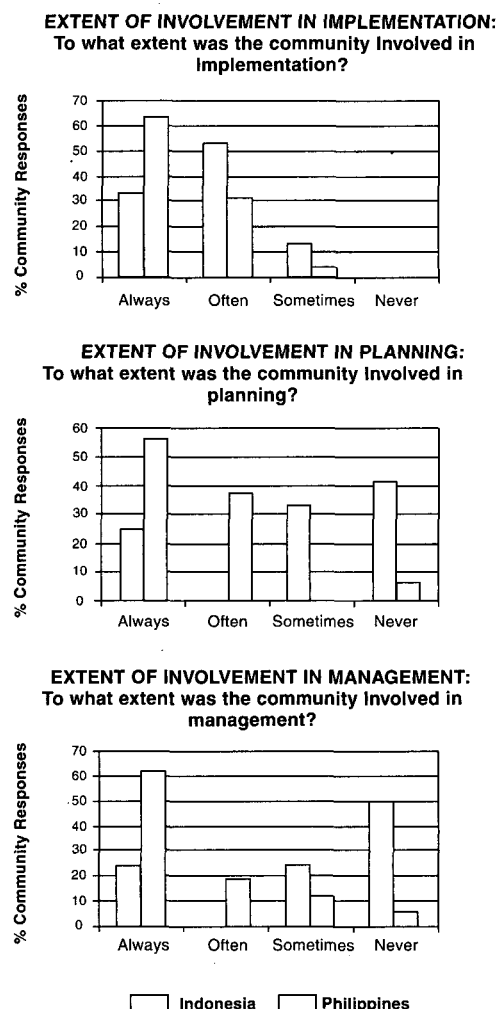 EXTENT OF INVOLVEMENT IN IMPLEMENTATION:
To what extent was the community Involved in
Implementation?
% Community Responses
70
60
50
40
30
20
10
0
Always Often Sometimes Never
EXTENT OF INVOLVEMENT IN PLANNING:
To what extent was the community Involved in
planning?
% Community Responses
60
50
40
30
20
10
0
Always Often Sometimes Never
EXTENT OF INVOLVEMENT IN MANAGEMENT:
To what extent was the community Involved in
management?
% Community Responses
70
60
50
40
30
20
10
0
Always Often Sometimes Never
Indonesia Philippines